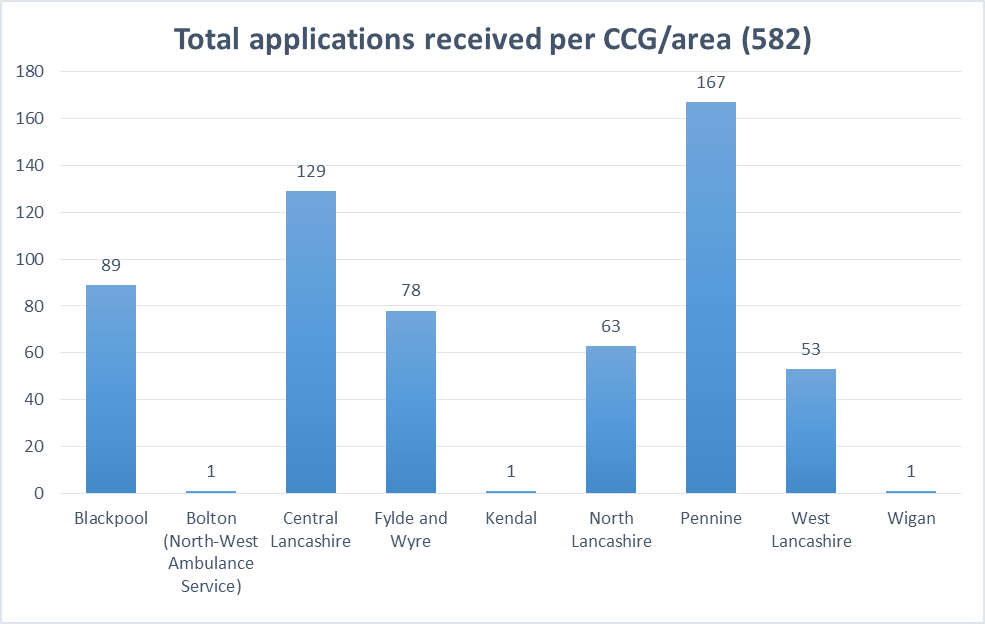 Total applications received per CCG/area (582)
180
160
140
120
100
80
60
40
20
0
89
1
129
78
1
63
167
53
1
Blackpool
Bolton
(North-West
Ambulance
Service)
Central
Lancashire
Fylde and
Wyre
Kendal
North
Lancashire
Pennine
West
Lancashire
Wigan